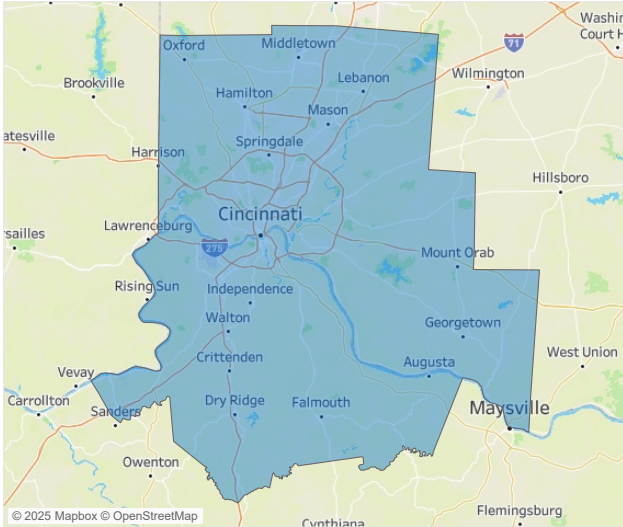 Washin
Court H
Oxford
Middletown
71
Brookville
Lebanon
Wilmington
Hamilton
Mason
atesville
Springdale
Harrison
Hillsboro
Cincinnati
Lawrenceburg
rsailles
275
Mount Orab
Rising Sun
Independence
Walton
Georgetown
Crittenden
Augusta
West Union
Vevay
Carrollton
Sanders
Dry Ridge
Falmouth
Maysville
Owenton
Flemingsburg
Cynthiana
© 2025 Mapbox © OpenStreetMap